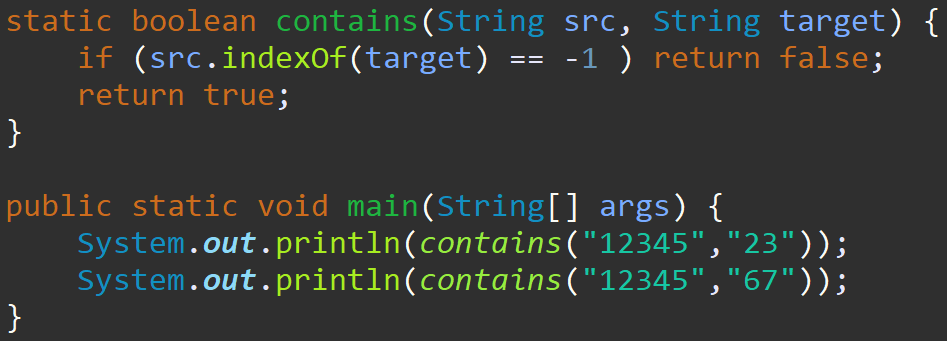 static boolean contains(String src, String target) {
    if (src.indexOf(target) == -1 ) return false;
    return true;
}

public static void main(String[] args) {
    System.out.println(contains("12345","23"));
    System.out.println(contains("12345","67"));
}